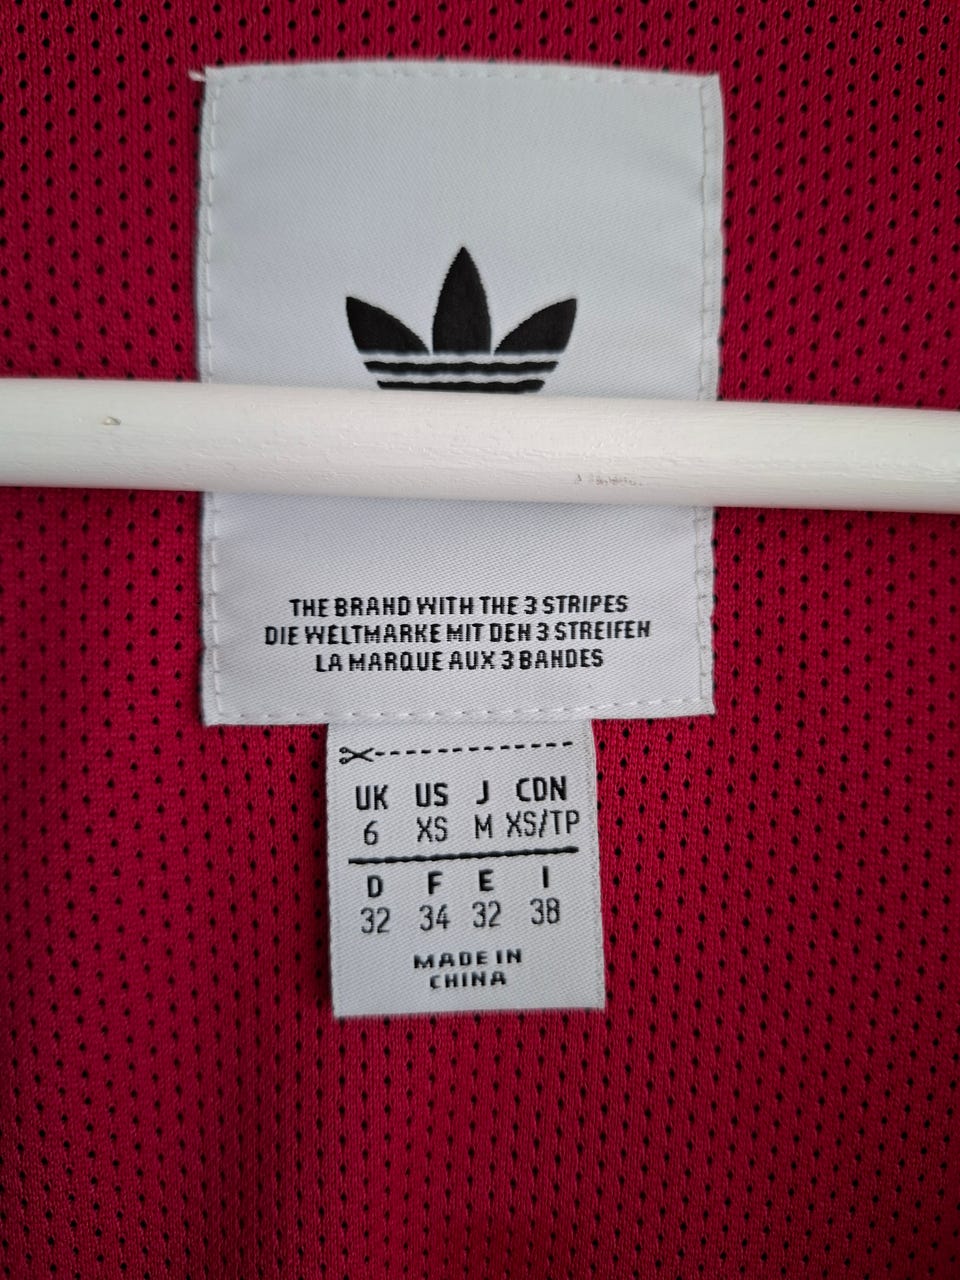 THE BRAND WITH THE 3 STRIPES
DIE WELTMARKE MIT DEN 3 STREIFEN
LA MARQUE AUX 3 BANDES
UK US J CDN
6 XS M XS/TP
D F E I
32 34 32 38
MADE IN
CHINA